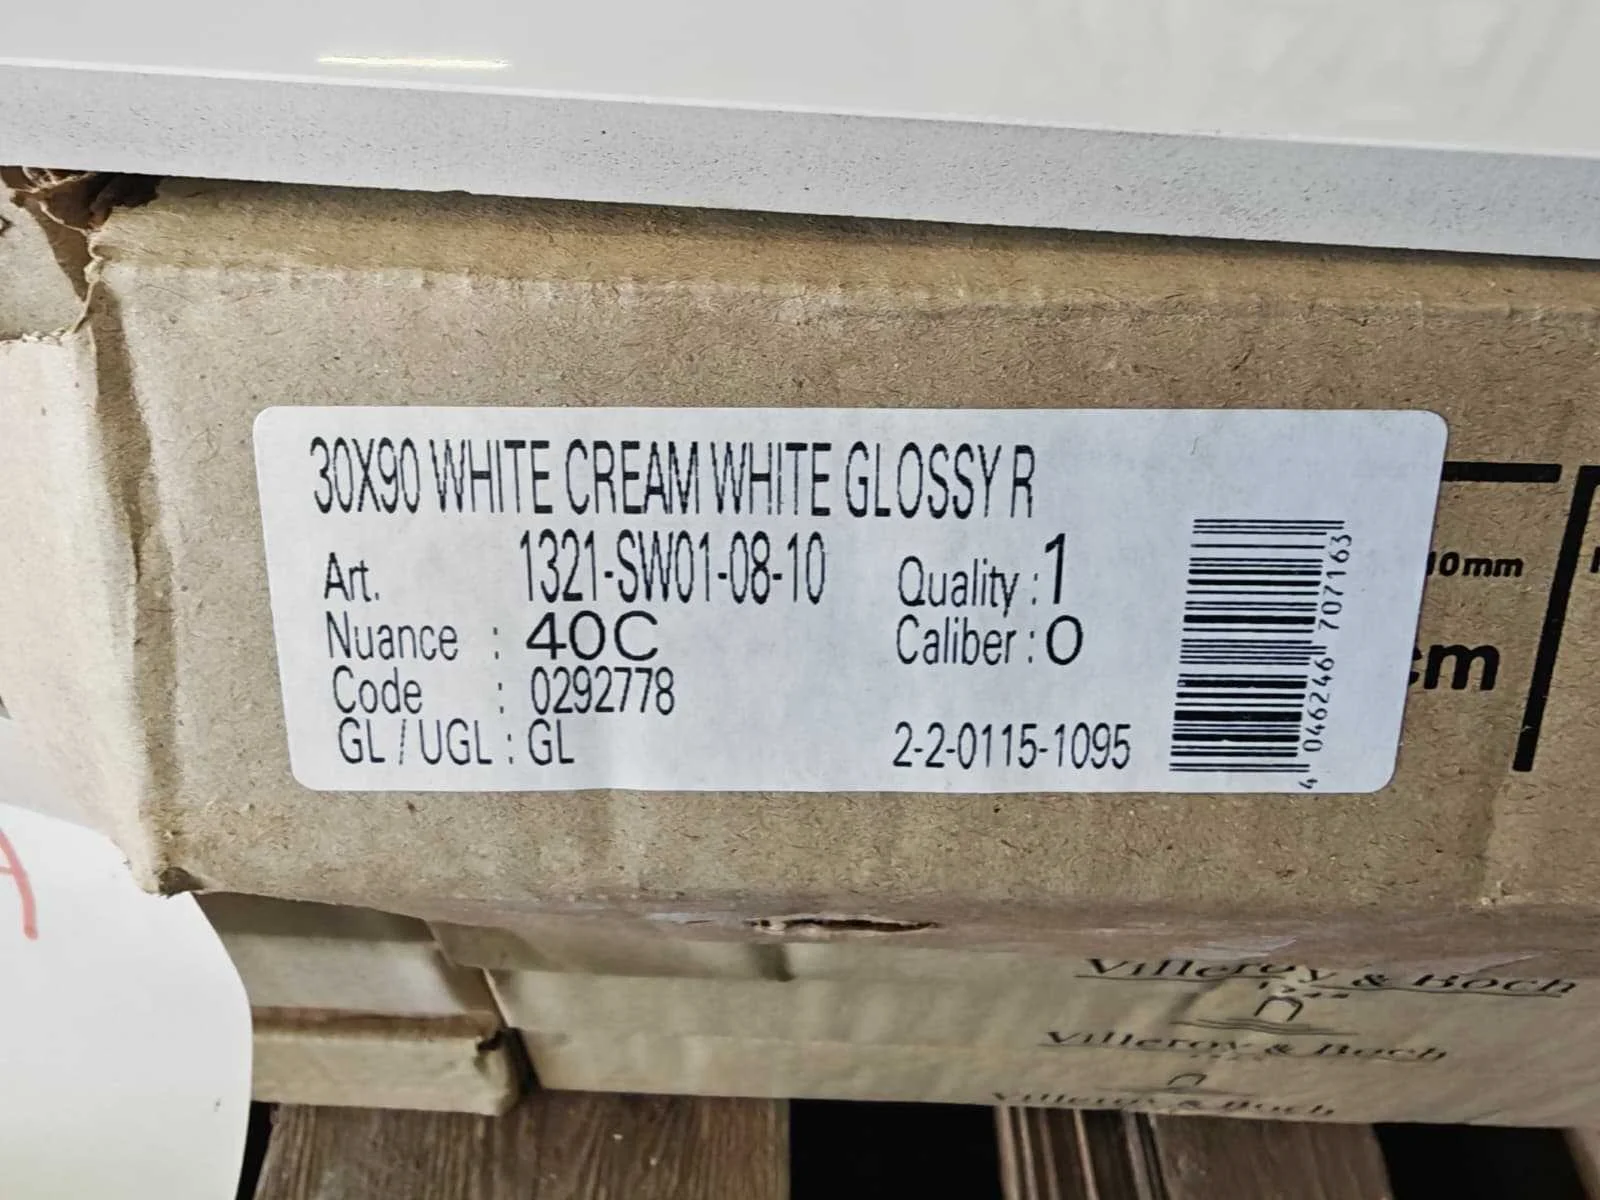 30X90 WHITE CREAM WHITE GLOSSY R
Art. 1321-SW01-08-10 Quality : 1
Nuance : 40C Caliber : 0
Code : 0292778
GL / UGL : GL 2-2-0115-1095
4 046246 707163
10mm
cm
A
Villeroy & Boch
Villeroy & Boch
Villeroy & Boch